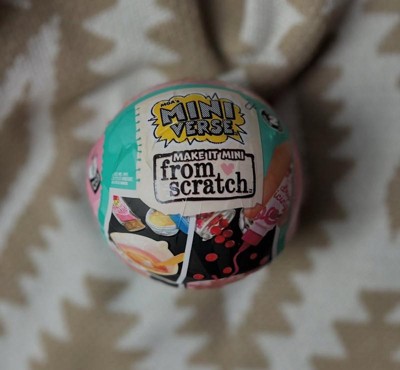 MINI
VERSE
MAKE IT MINI
from
scratch